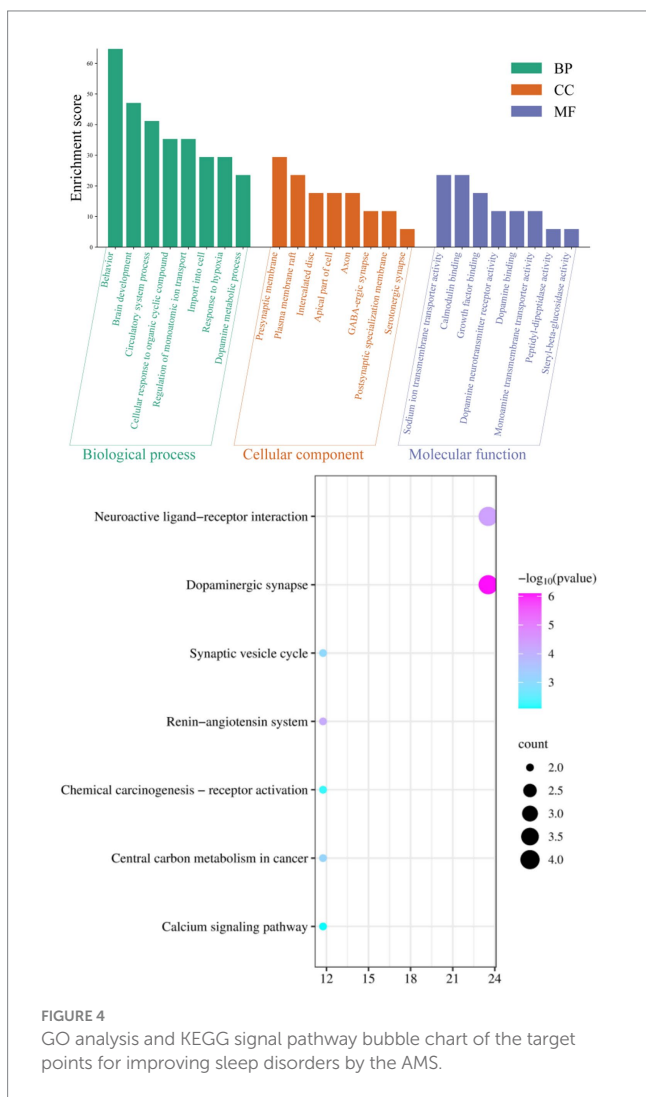 Enrichment score
60
50
40
30
20
10
0
BP
CC
MF
Behavior
Brain development
Circulatory system process
Cellular response to organic cyclic compound
Regulation of monoatomic ion transport
Import into cell
Response to hypoxia
Dopamine metabolic process
Presynaptic membrane
Plasma membrane raft
Intercalated disc
Apical part of cell
Axon
GABA-ergic synapse
Postsynaptic specialization membrane
Serotonergic synapse
Sodium ion transmembrane transporter activity
Calmodulin binding
Growth factor binding
Dopamine neurotransmitter receptor activity
Dopamine binding
Monoamine transmembrane transporter activity
Peptidyl-dipeptidase activity
Steryl-beta-glucosidase activity
Biological process
Cellular component
Molecular function
Neuroactive ligand−receptor interaction
Dopaminergic synapse
Synaptic vesicle cycle
Renin−angiotensin system
Chemical carcinogenesis − receptor activation
Central carbon metabolism in cancer
Calcium signaling pathway
12 15 18 21 24
−log₁₀(pvalue)
6
5
4
3
count
2.0
2.5
3.0
3.5
4.0
FIGURE 4
GO analysis and KEGG signal pathway bubble chart of the target
points for improving sleep disorders by the AMS.